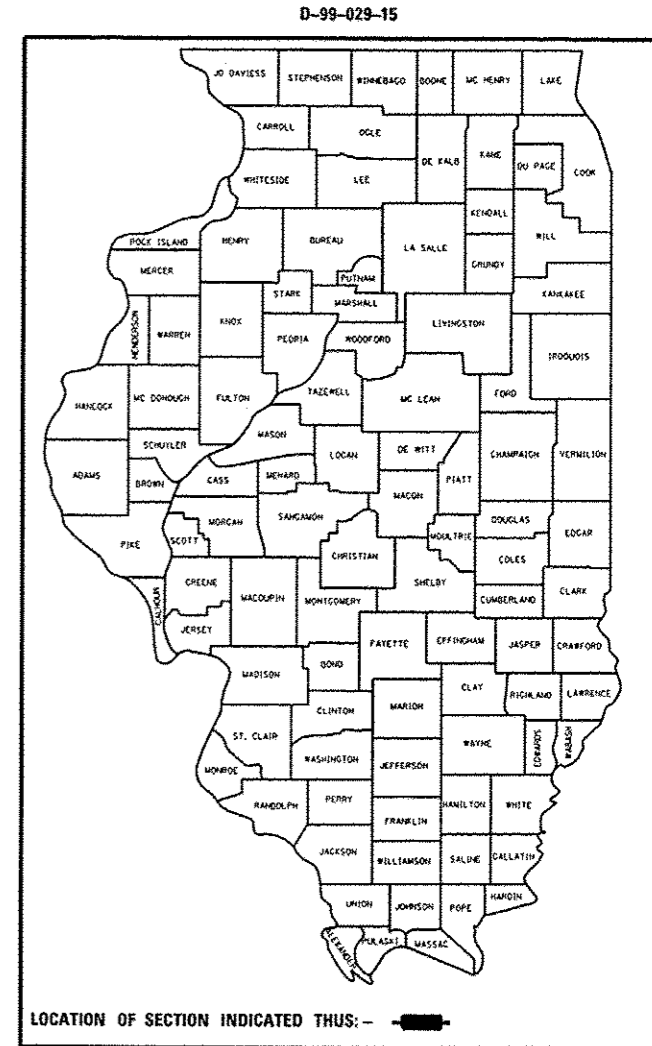 D-99-029-15
JO DAVIESS STEPHENSON WINNEBAGO BOONE MC HENRY LAKE
CARROLL OGLE DE KALB KANE DU PAGE COOK
WHITESIDE LEE KENDALL WILL
ROCK ISLAND HENRY BUREAU LA SALLE GRUNDY
MERCER PUTNAM KANKAKEE
STARK MARSHALL
HENDERSON WARREN KNOX PEORIA WOODFORD LIVINGSTON IROQUOIS
HANCOCK MC DONOUGH FULTON TAZEWELL MC LEAN FORD
SCHUYLER MASON LOGAN DE WITT CHAMPAIGN VERMILION
ADAMS BROWN CASS MENARD MACON PIATT
PIKE SCOTT MORGAN SANGAMON CHRISTIAN MOULTRIE DOUGLAS EDGAR
COLES
CALHOUN GREENE MACOUPIN MONTGOMERY SHELBY CUMBERLAND CLARK
JERSEY FAYETTE EFFINGHAM JASPER CRAWFORD
MADISON BOND
CLINTON MARION CLAY RICHLAND LAWRENCE
ST. CLAIR WASHINGTON JEFFERSON WAYNE EDWARDS WABASH
MONROE
RANDOLPH PERRY FRANKLIN HAMILTON WHITE
JACKSON WILLIAMSON SALINE GALLATIN
UNION JOHNSON POPE HARDIN
ALEXANDER PULASKI MASSAC
LOCATION OF SECTION INDICATED THUS: -